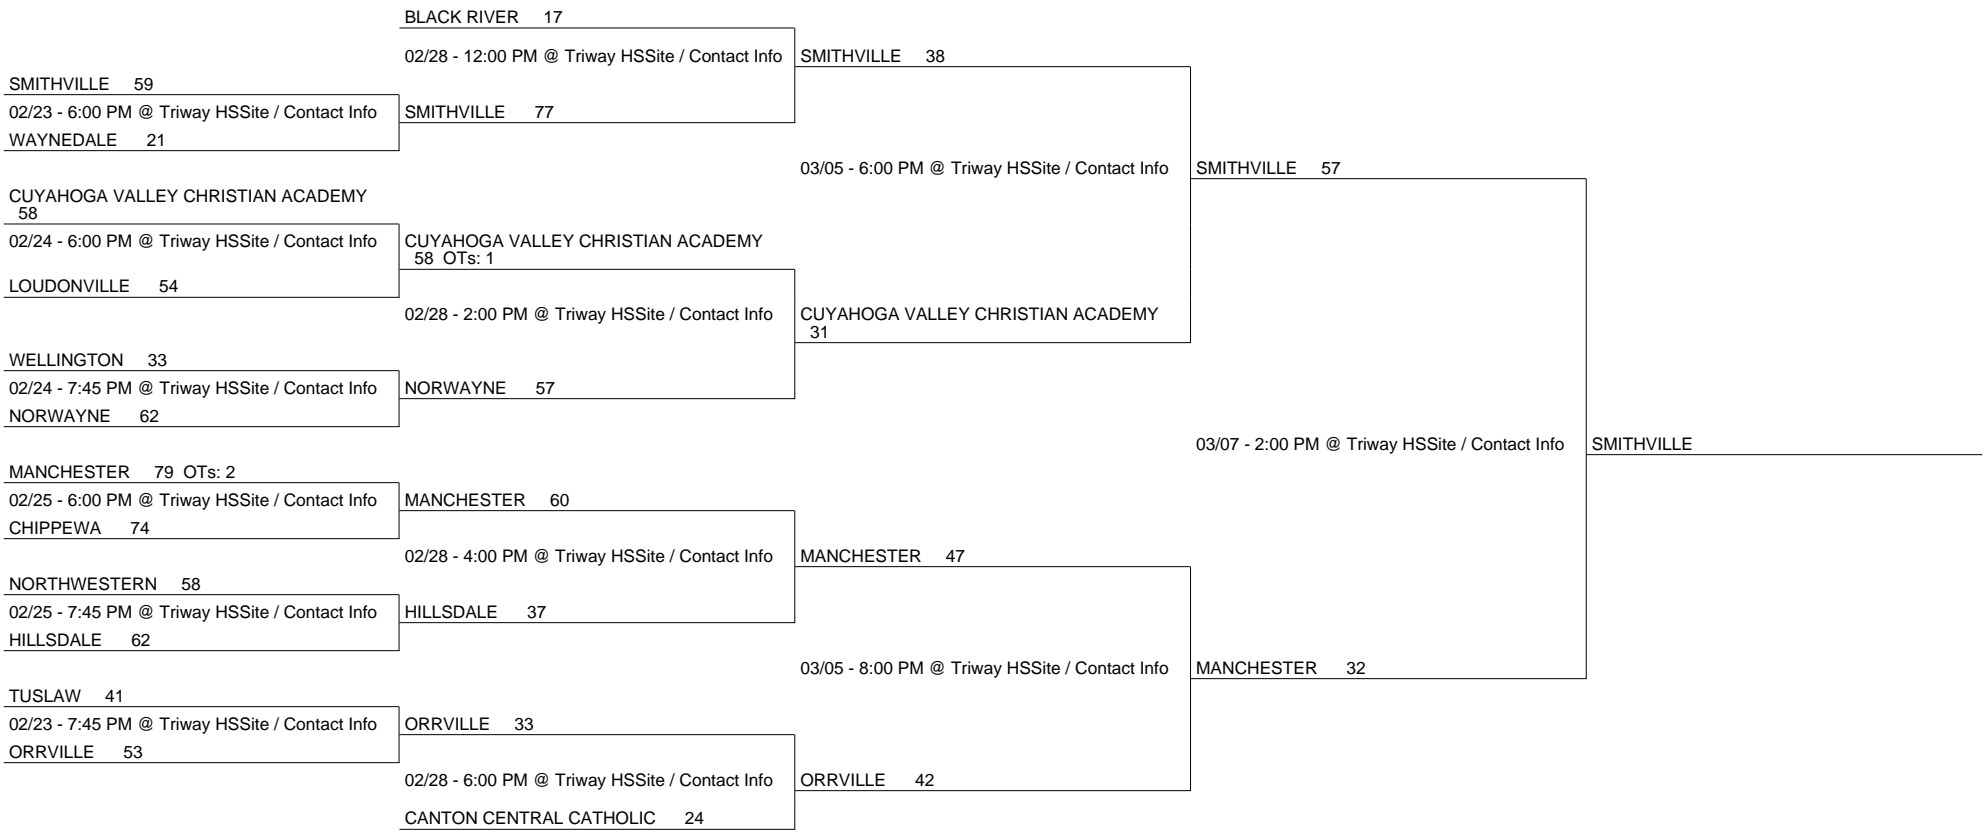 BLACK RIVER 17
02/28 - 12:00 PM @ Triway HSSite / Contact Info
SMITHVILLE 38
SMITHVILLE 59
02/23 - 6:00 PM @ Triway HSSite / Contact Info
SMITHVILLE 77
WAYNEDALE 21
03/05 - 6:00 PM @ Triway HSSite / Contact Info
SMITHVILLE 57
CUYAHOGA VALLEY CHRISTIAN ACADEMY
58
02/24 - 6:00 PM @ Triway HSSite / Contact Info
CUYAHOGA VALLEY CHRISTIAN ACADEMY
58 OTs: 1
LOUDONVILLE 54
02/28 - 2:00 PM @ Triway HSSite / Contact Info
CUYAHOGA VALLEY CHRISTIAN ACADEMY
31
WELLINGTON 33
02/24 - 7:45 PM @ Triway HSSite / Contact Info
NORWAYNE 57
NORWAYNE 62
03/07 - 2:00 PM @ Triway HSSite / Contact Info
SMITHVILLE
MANCHESTER 79 OTs: 2
02/25 - 6:00 PM @ Triway HSSite / Contact Info
MANCHESTER 60
CHIPPEWA 74
02/28 - 4:00 PM @ Triway HSSite / Contact Info
MANCHESTER 47
NORTHWESTERN 58
02/25 - 7:45 PM @ Triway HSSite / Contact Info
HILLSDALE 37
HILLSDALE 62
03/05 - 8:00 PM @ Triway HSSite / Contact Info
MANCHESTER 32
TUSLAW 41
02/23 - 7:45 PM @ Triway HSSite / Contact Info
ORRVILLE 33
ORRVILLE 53
02/28 - 6:00 PM @ Triway HSSite / Contact Info
ORRVILLE 42
CANTON CENTRAL CATHOLIC 24